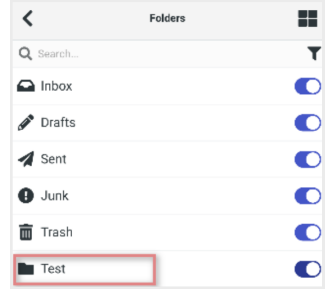 Folders
Search...
Inbox
Drafts
Sent
Junk
Trash
Test